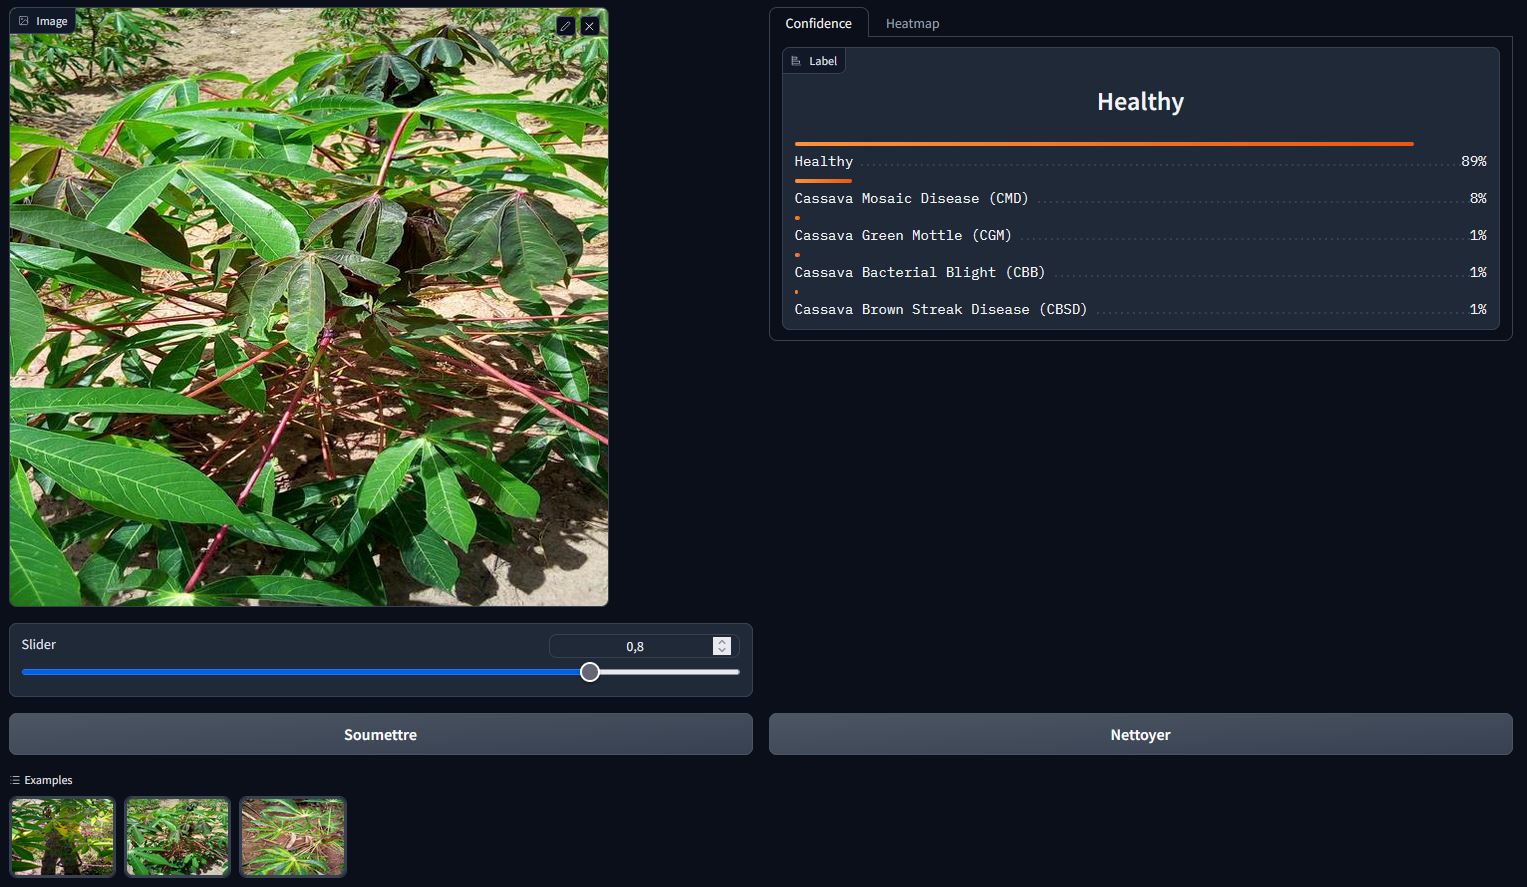 Image
Confidence
Heatmap
Label
Healthy
Healthy 89%
Cassava Mosaic Disease (CMD) 8%
Cassava Green Mottle (CGM) 1%
Cassava Bacterial Blight (CBB) 1%
Cassava Brown Streak Disease (CBSD) 1%
Slider
0,8
Soumettre
Nettoyer
Examples